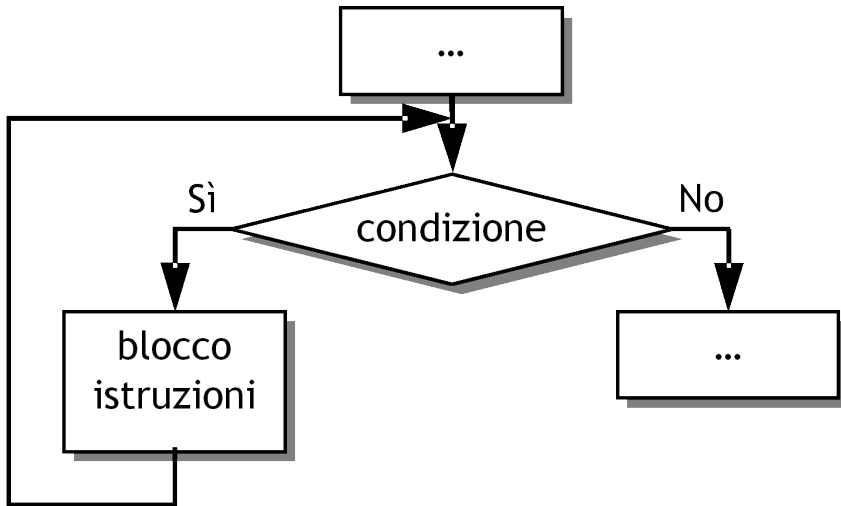 ...
Sì
No
condizione
blocco
istruzioni
...